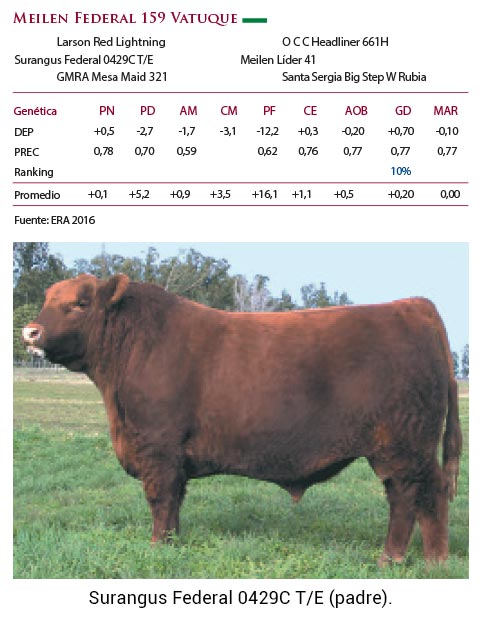 Meilen Federal 159 Vatuque
Larson Red Lightning O C C Headliner 661H
Surangus Federal 0429C T/E Meilen Líder 41
GMRA Mesa Maid 321 Santa Sergia Big Step W Rubia
Genética PN PD AM CM PF CE AOB GD MAR
DEP +0,5 -2,7 -1,7 -3,1 -12,2 +0,3 -0,20 +0,70 -0,10
PREC 0,78 0,70 0,59 0,62 0,76 0,77 0,77 0,77
Ranking 10%
Promedio +0,1 +5,2 +0,9 +3,5 +16,1 +1,1 +0,5 +0,20 0,00
Fuente: ERA 2016
Surangus Federal 0429C T/E (padre).